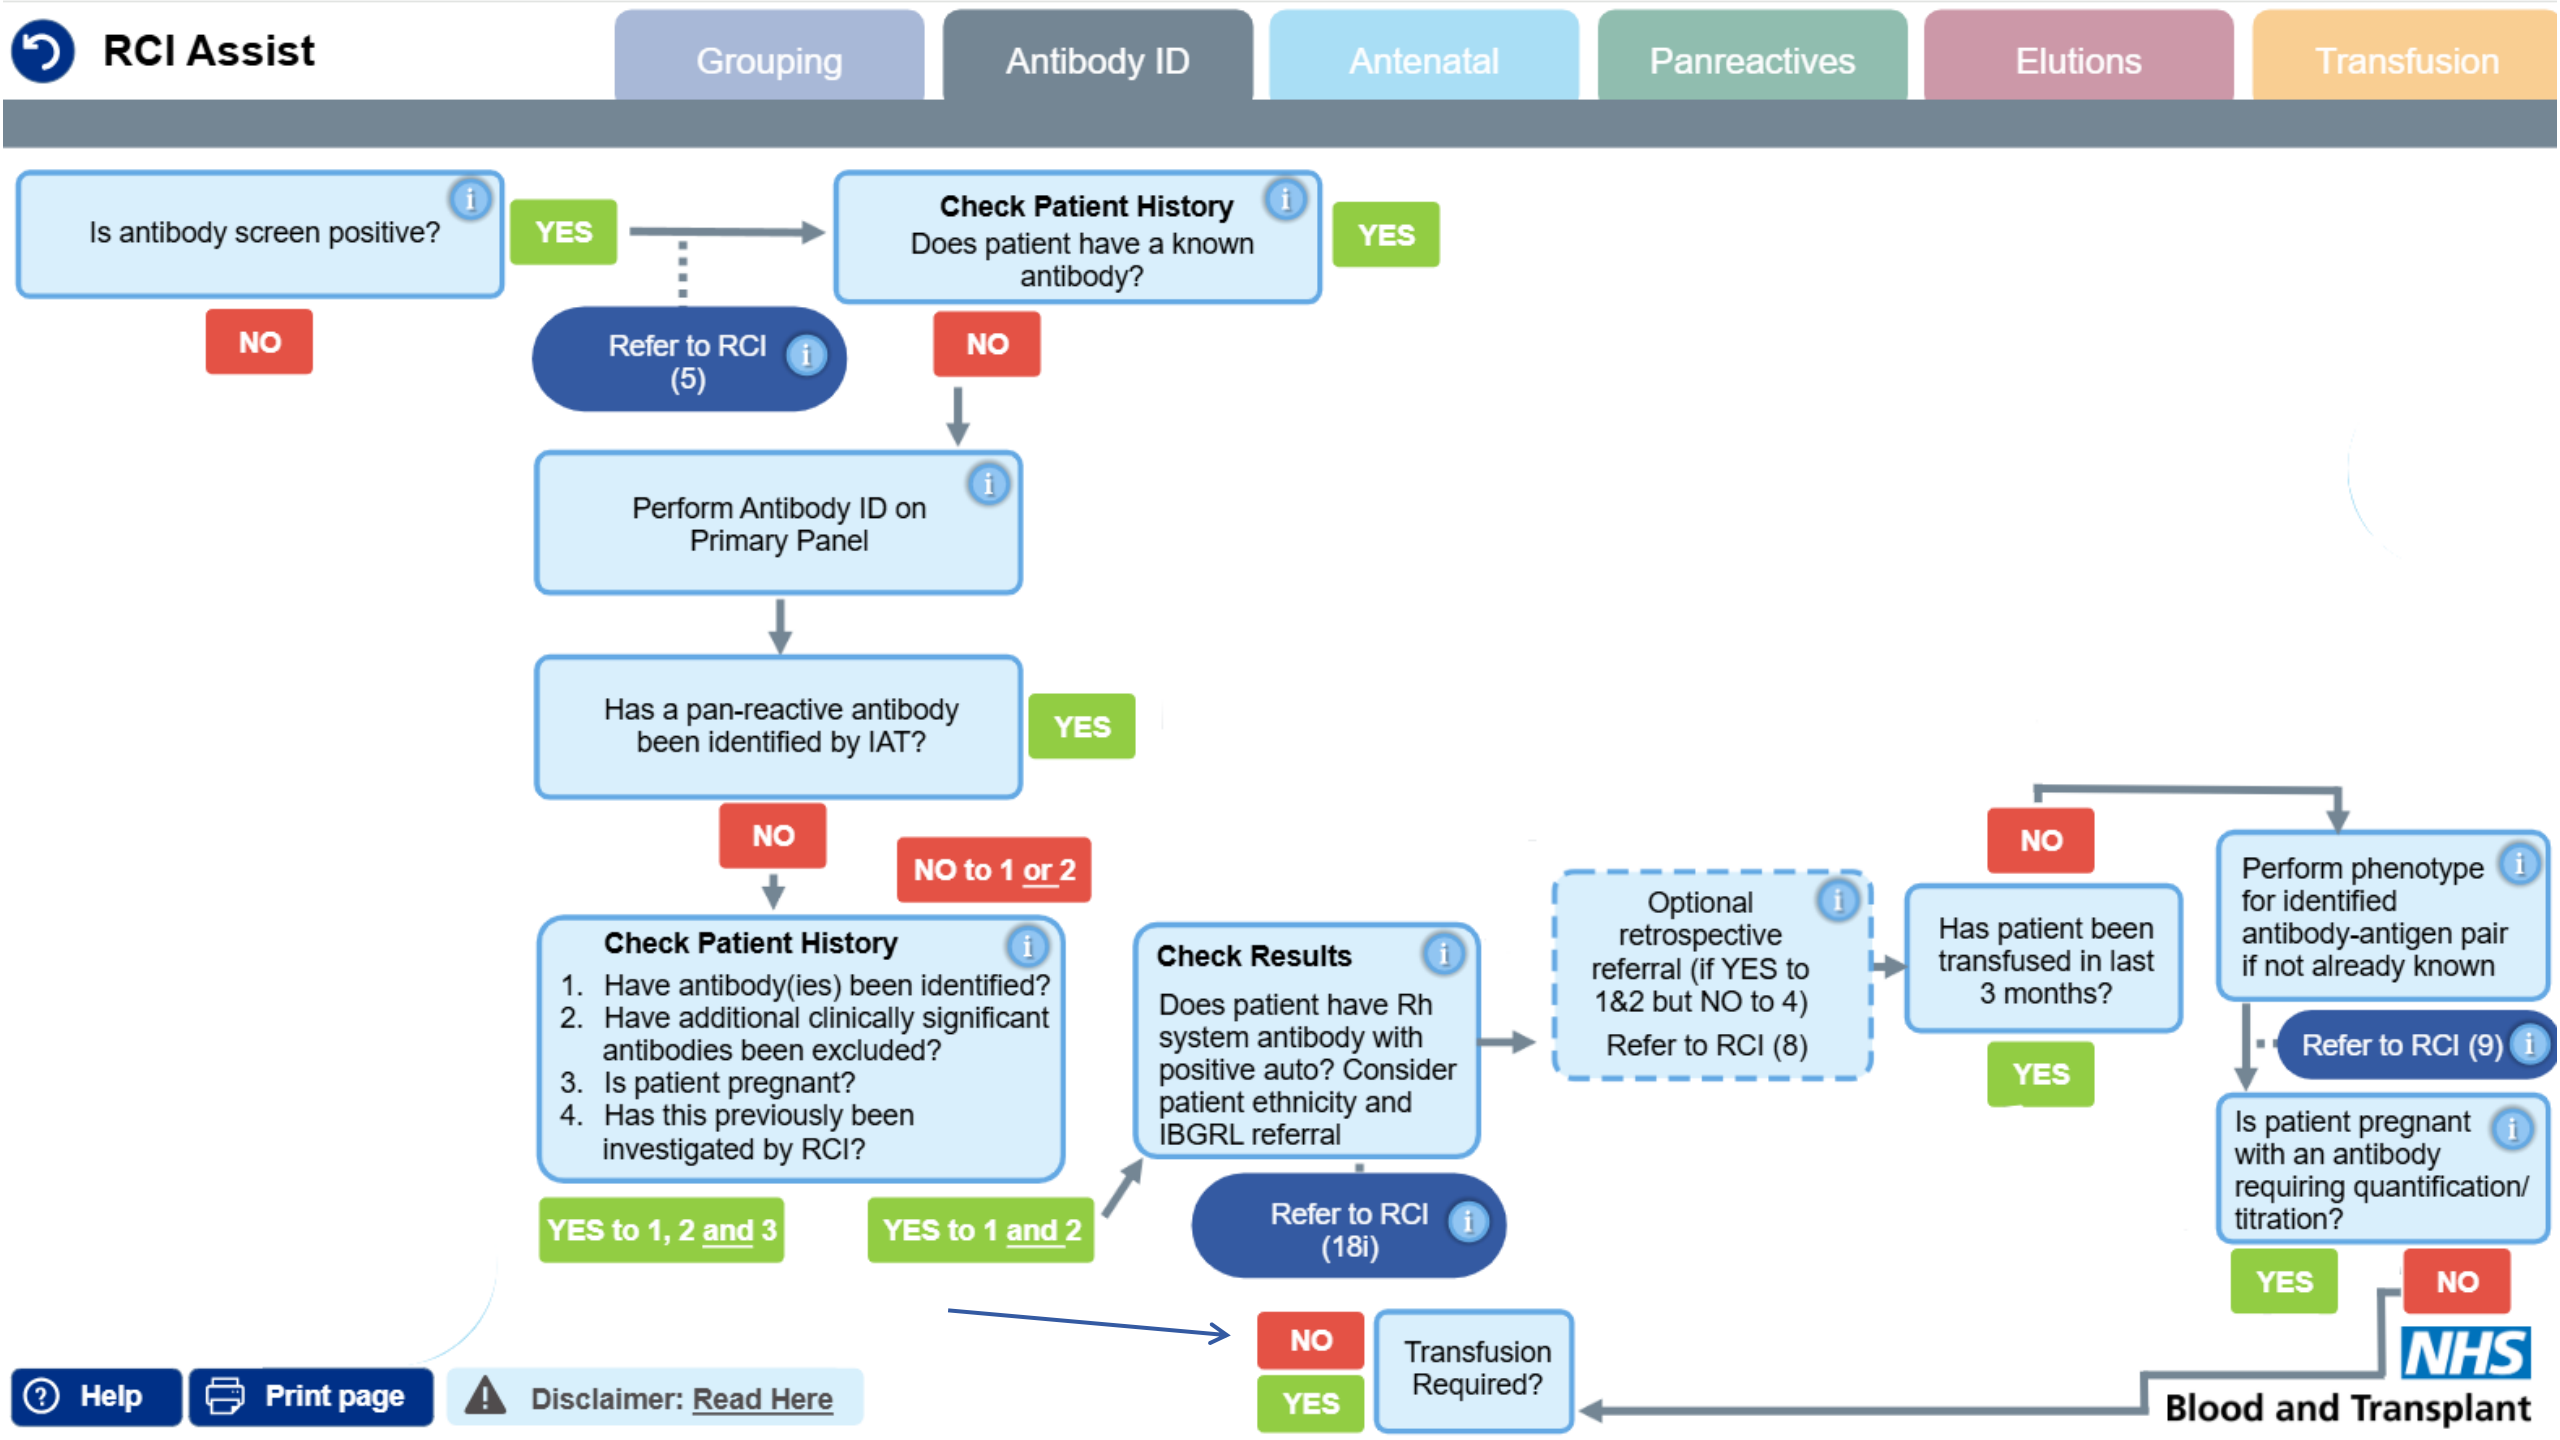 RCI Assist
Grouping
Antibody ID
Antenatal
Panreactives
Elutions
Transfusion
Is antibody screen positive?
YES
NO
Refer to RCI
(5)
Check Patient History
Does patient have a known
antibody?
YES
NO
Perform Antibody ID on
Primary Panel
Has a pan-reactive antibody
been identified by IAT?
YES
NO
NO to 1 or 2
Check Patient History
1. Have antibody(ies) been identified?
2. Have additional clinically significant
antibodies been excluded?
3. Is patient pregnant?
4. Has this previously been
investigated by RCI?
YES to 1, 2 and 3
YES to 1 and 2
Check Results
Does patient have Rh
system antibody with
positive auto? Consider
patient ethnicity and
IBGRL referral
Refer to RCI
(18i)
Optional
retrospective
referral (if YES to
1&2 but NO to 4)
Refer to RCI (8)
NO
Has patient been
transfused in last
3 months?
YES
Perform phenotype
for identified
antibody-antigen pair
if not already known
Refer to RCI (9)
Is patient pregnant
with an antibody
requiring quantification/
titration?
YES
NO
NO
YES
Transfusion
Required?
Help
Print page
Disclaimer: Read Here
NHS
Blood and Transplant